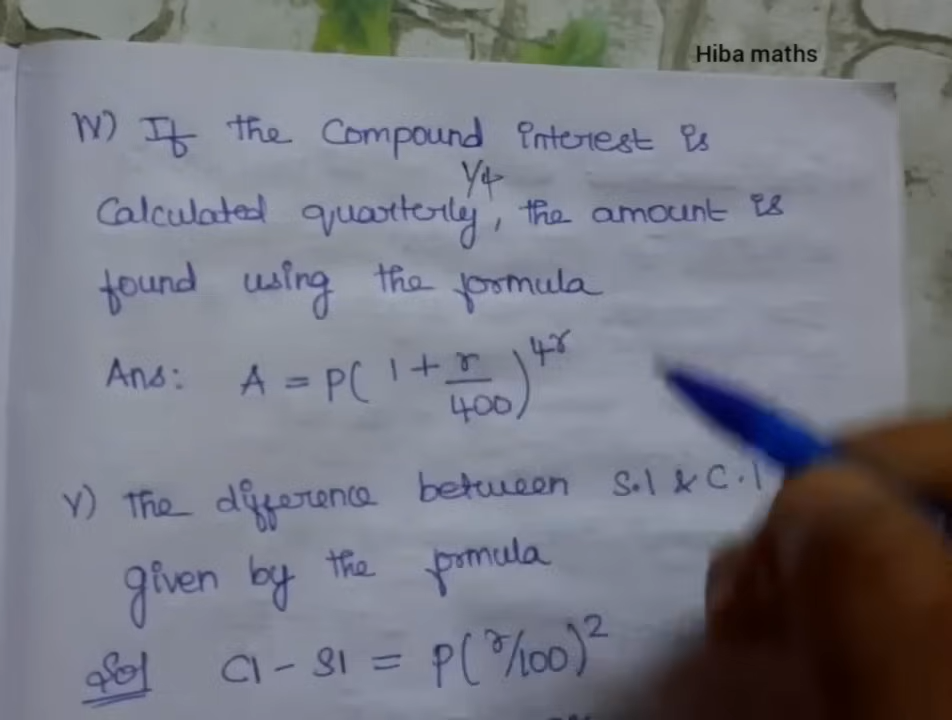 Hiba maths
IV) If the Compound interest is
1/4
Calculated quarterly, the amount is
found using the formula
Ans: A = P(1 + r/400)^4r
V) The difference between S.I & C.I
given by the formula
Sol CI - SI = P(r/100)^2